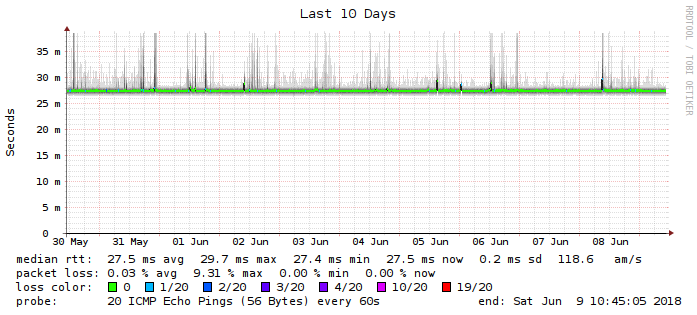 Last 10 Days
RRDTOOL / TOBI OETIKER
Seconds
35 m
30 m
25 m
20 m
15 m
10 m
5 m
0
30 May 31 May 01 Jun 02 Jun 03 Jun 04 Jun 05 Jun 06 Jun 07 Jun 08 Jun
median rtt: 27.5 ms avg 29.7 ms max 27.4 ms min 27.5 ms now 0.2 ms sd 118.6 am/s
packet loss: 0.03 % avg 9.31 % max 0.00 % min 0.00 % now
loss color: 0 1/20 2/20 3/20 4/20 10/20 19/20
probe: 20 ICMP Echo Pings (56 Bytes) every 60s end: Sat Jun 9 10:45:05 2018